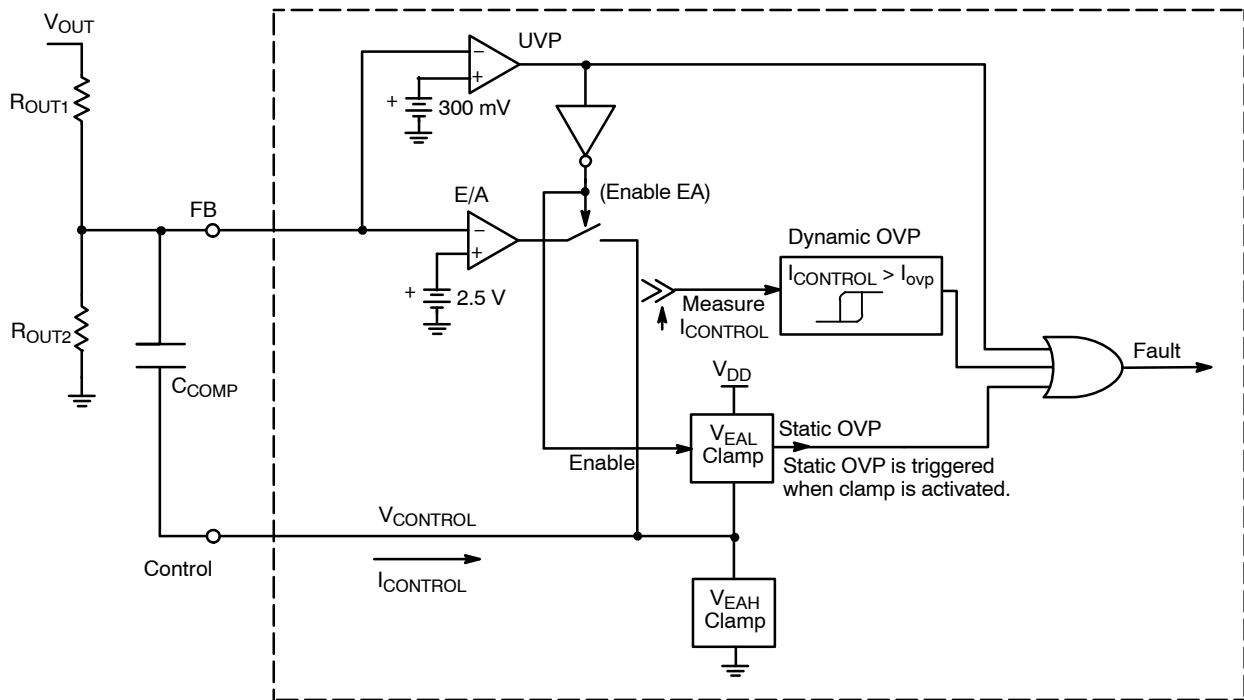 VOUT
UVP
ROUT1
−
+
+
300 mV
(Enable EA)
E/A
FB
−
+
+
2.5 V
Dynamic OVP
ICONTROL > Iovp
Measure
ICONTROL
ROUT2
CCOMP
Fault
VDD
VEAL
Clamp
Static OVP
Enable
Static OVP is triggered
when clamp is activated.
VCONTROL
Control
ICONTROL
VEAH
Clamp